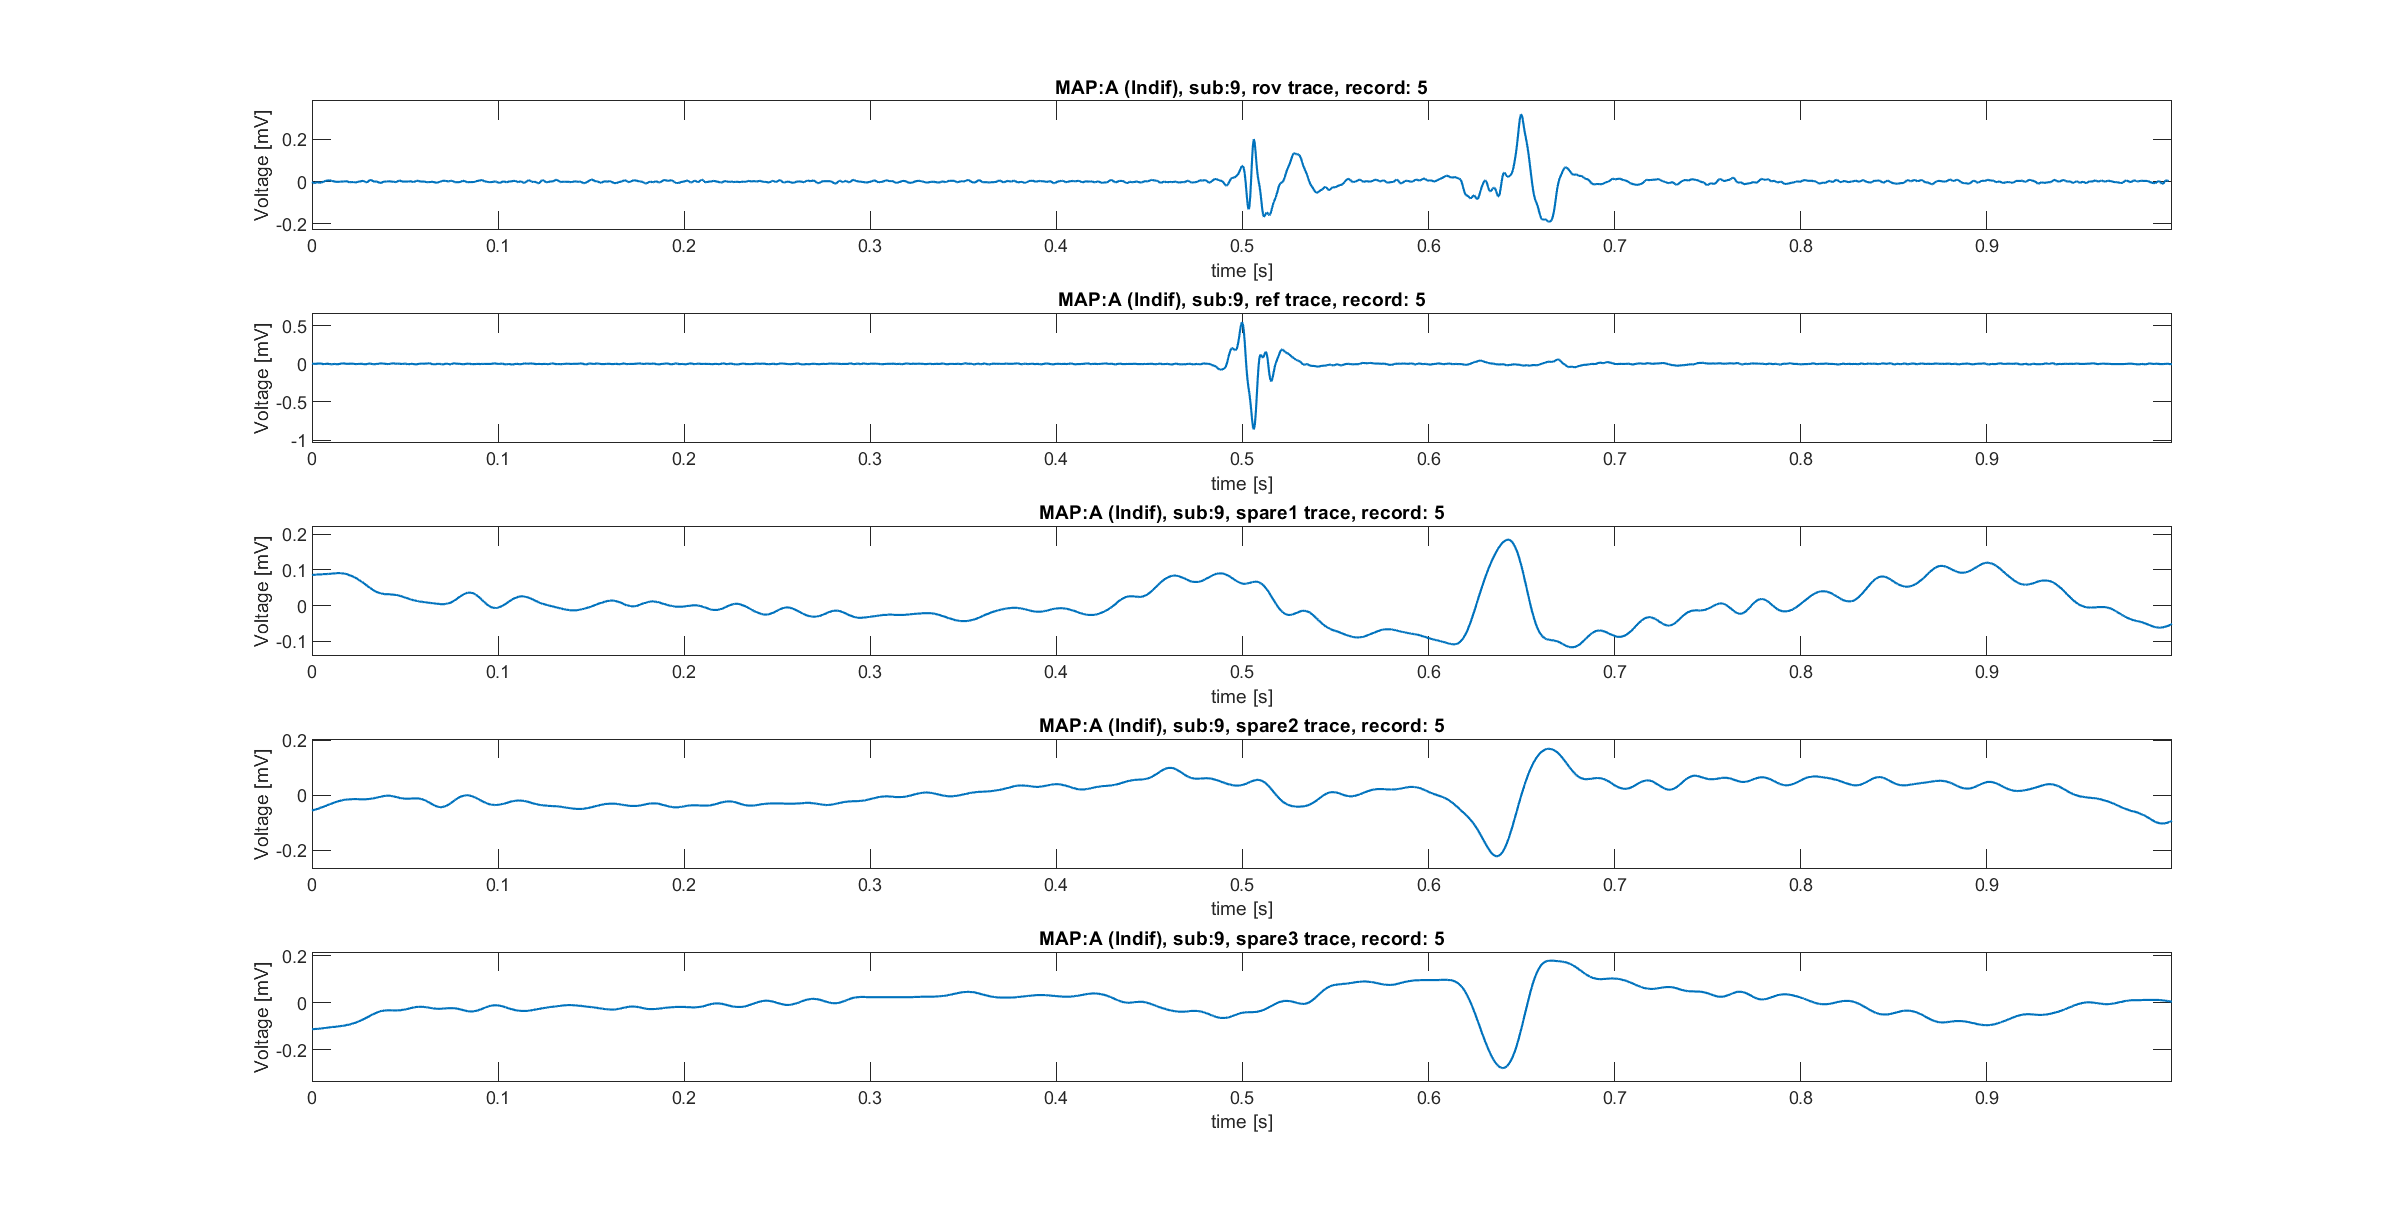 MAP:A (Indif), sub:9, rov trace, record: 5
Voltage [mV]
0.2
0
-0.2
0 0.1 0.2 0.3 0.4 0.5 0.6 0.7 0.8 0.9
time [s]
MAP:A (Indif), sub:9, ref trace, record: 5
Voltage [mV]
0.5
0
-0.5
-1
0 0.1 0.2 0.3 0.4 0.5 0.6 0.7 0.8 0.9
time [s]
MAP:A (Indif), sub:9, spare1 trace, record: 5
Voltage [mV]
0.2
0.1
0
-0.1
0 0.1 0.2 0.3 0.4 0.5 0.6 0.7 0.8 0.9
time [s]
MAP:A (Indif), sub:9, spare2 trace, record: 5
Voltage [mV]
0.2
0
-0.2
0 0.1 0.2 0.3 0.4 0.5 0.6 0.7 0.8 0.9
time [s]
MAP:A (Indif), sub:9, spare3 trace, record: 5
Voltage [mV]
0.2
0
-0.2
0 0.1 0.2 0.3 0.4 0.5 0.6 0.7 0.8 0.9
time [s]